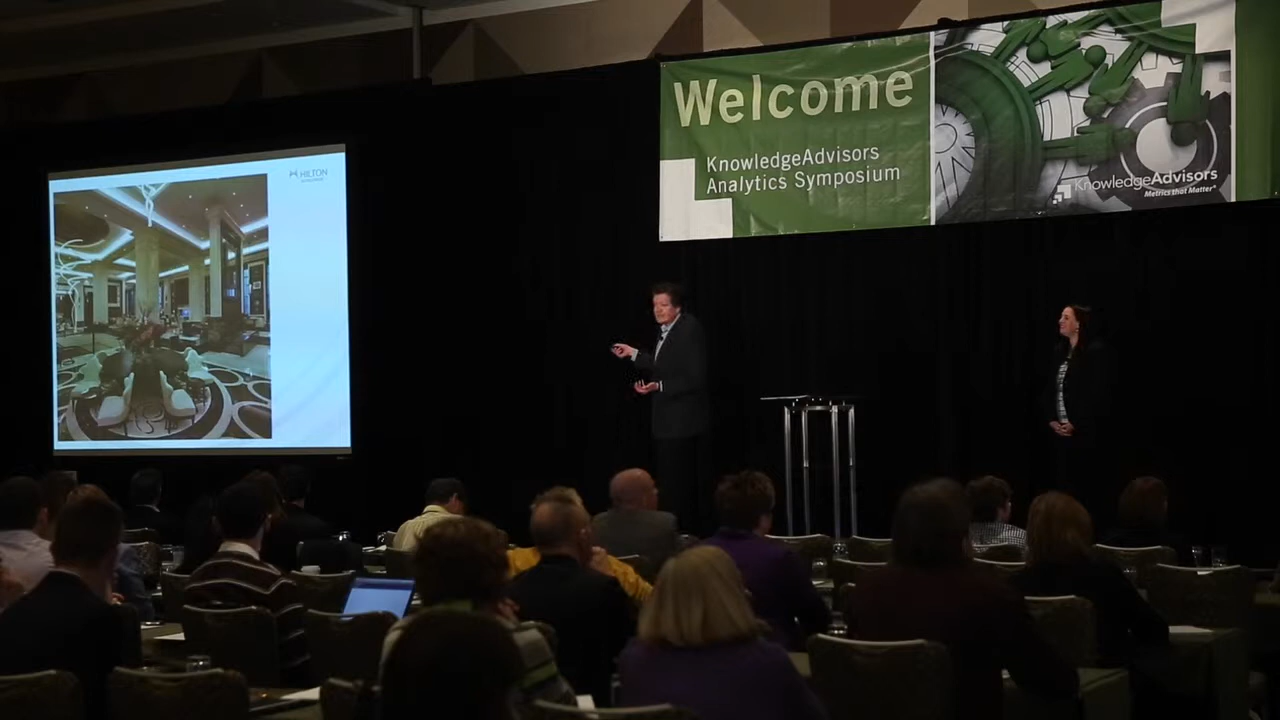 HILTON
Welcome
KnowledgeAdvisors
Analytics Symposium
KnowledgeAdvisors
Metrics that Matter®